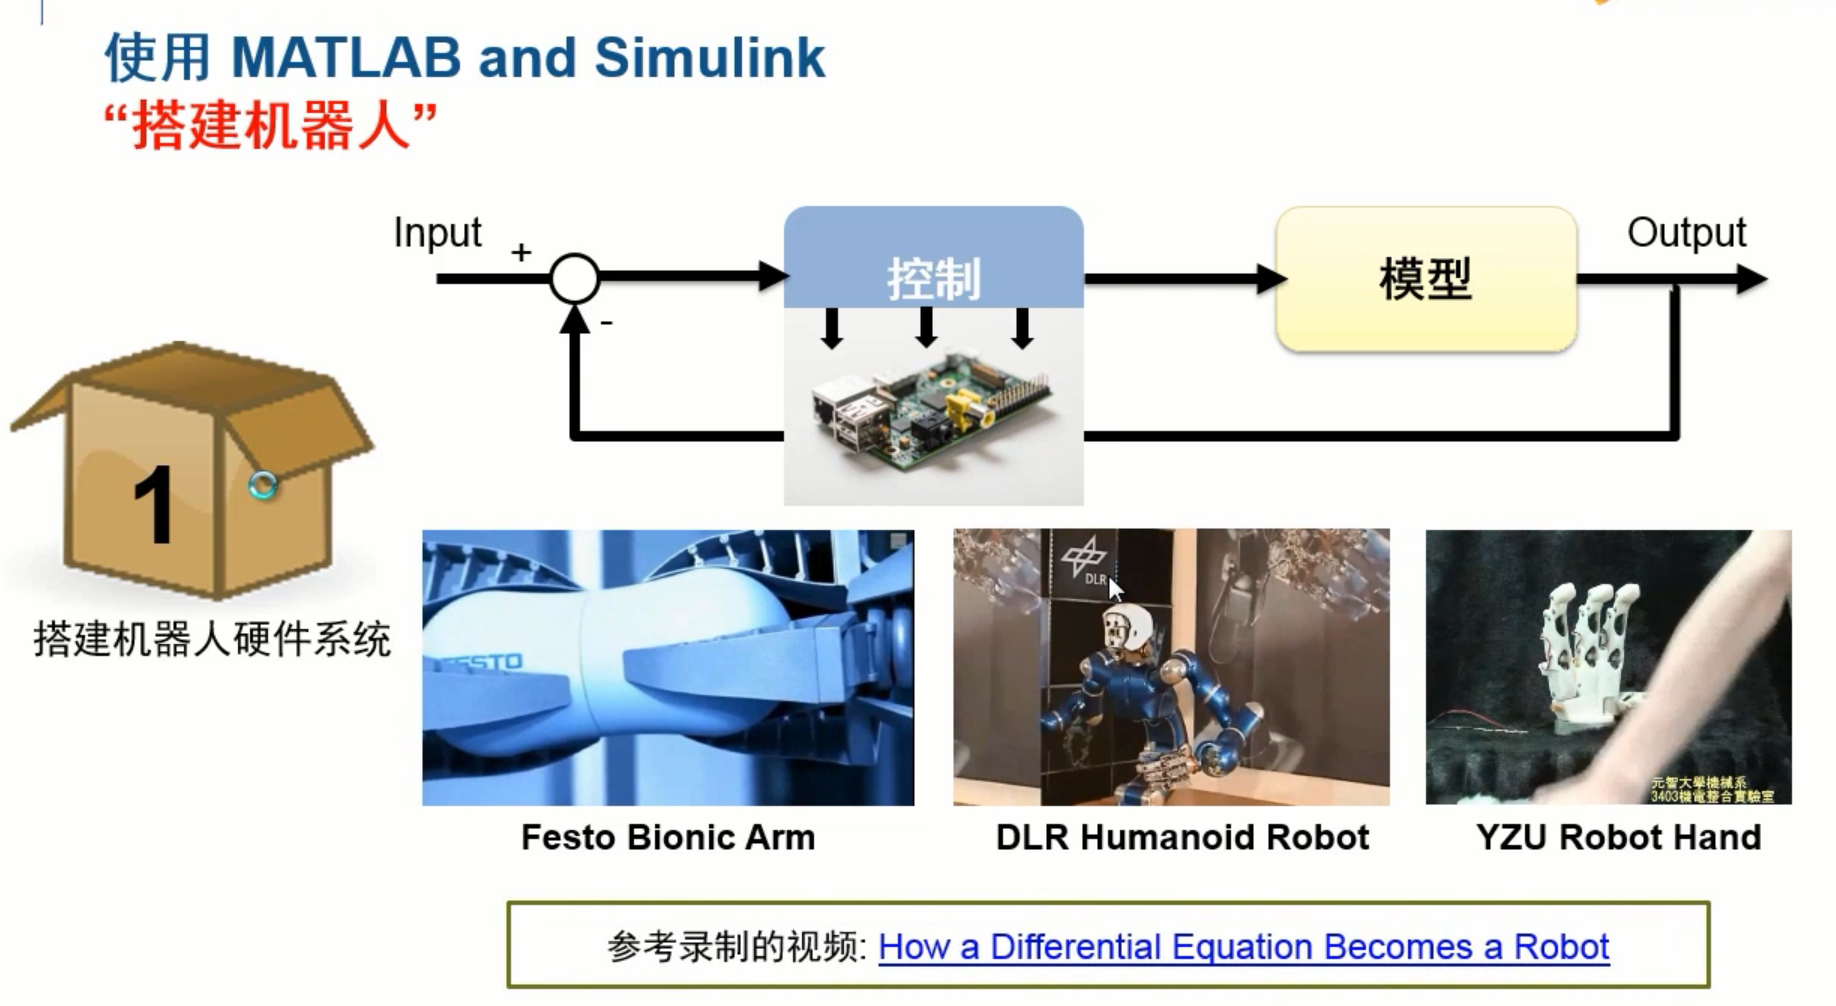 使用 MATLAB and Simulink
“搭建机器人”
Input
+
-
控制
模型
Output
1
搭建机器人硬件系统
FESTO
DLR
元智大學機械系
3403機電整合實驗室
Festo Bionic Arm
DLR Humanoid Robot
YZU Robot Hand
参考录制的视频: How a Differential Equation Becomes a Robot